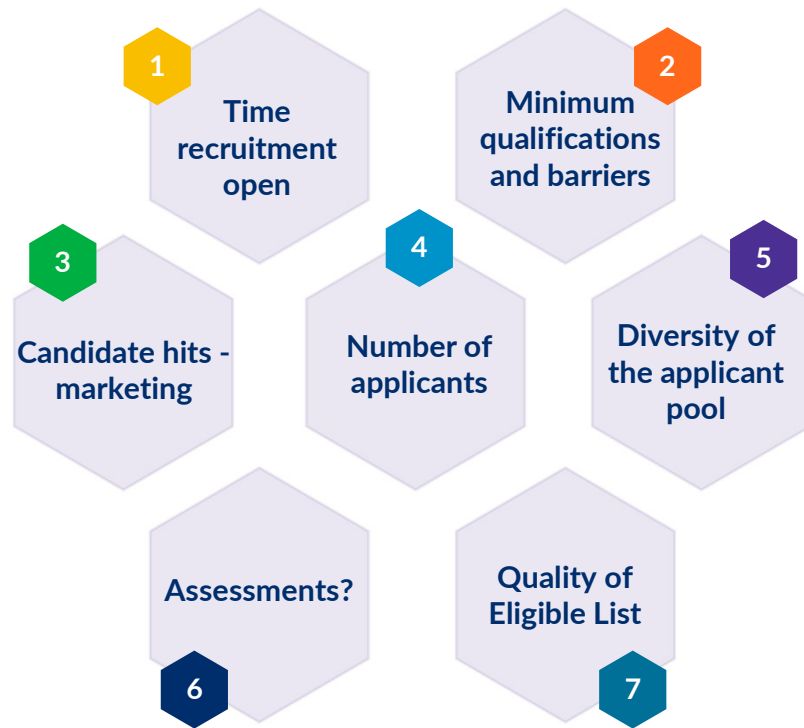 1
Time
recruitment
open
2
Minimum
qualifications
and barriers
3
Candidate hits -
marketing
4
Number of
applicants
5
Diversity of
the applicant
pool
6
Assessments?
7
Quality of
Eligible List